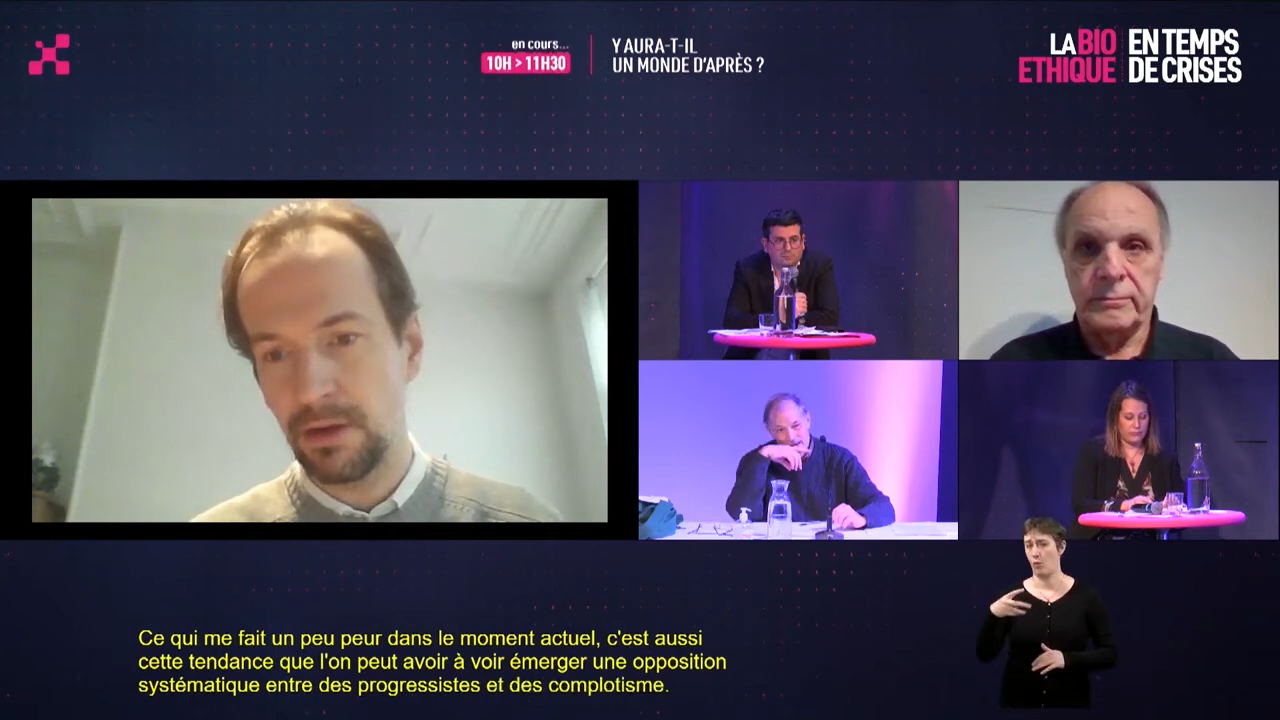 en cours...
10H > 11H30
Y AURA-T-IL
UN MONDE D'APRÈS ?
LA BIO
ETHIQUE
EN TEMPS
DE CRISES
Ce qui me fait un peu peur dans le moment actuel, c'est aussi
cette tendance que l'on peut avoir à voir émerger une opposition
systématique entre des progressistes et des complotisme.